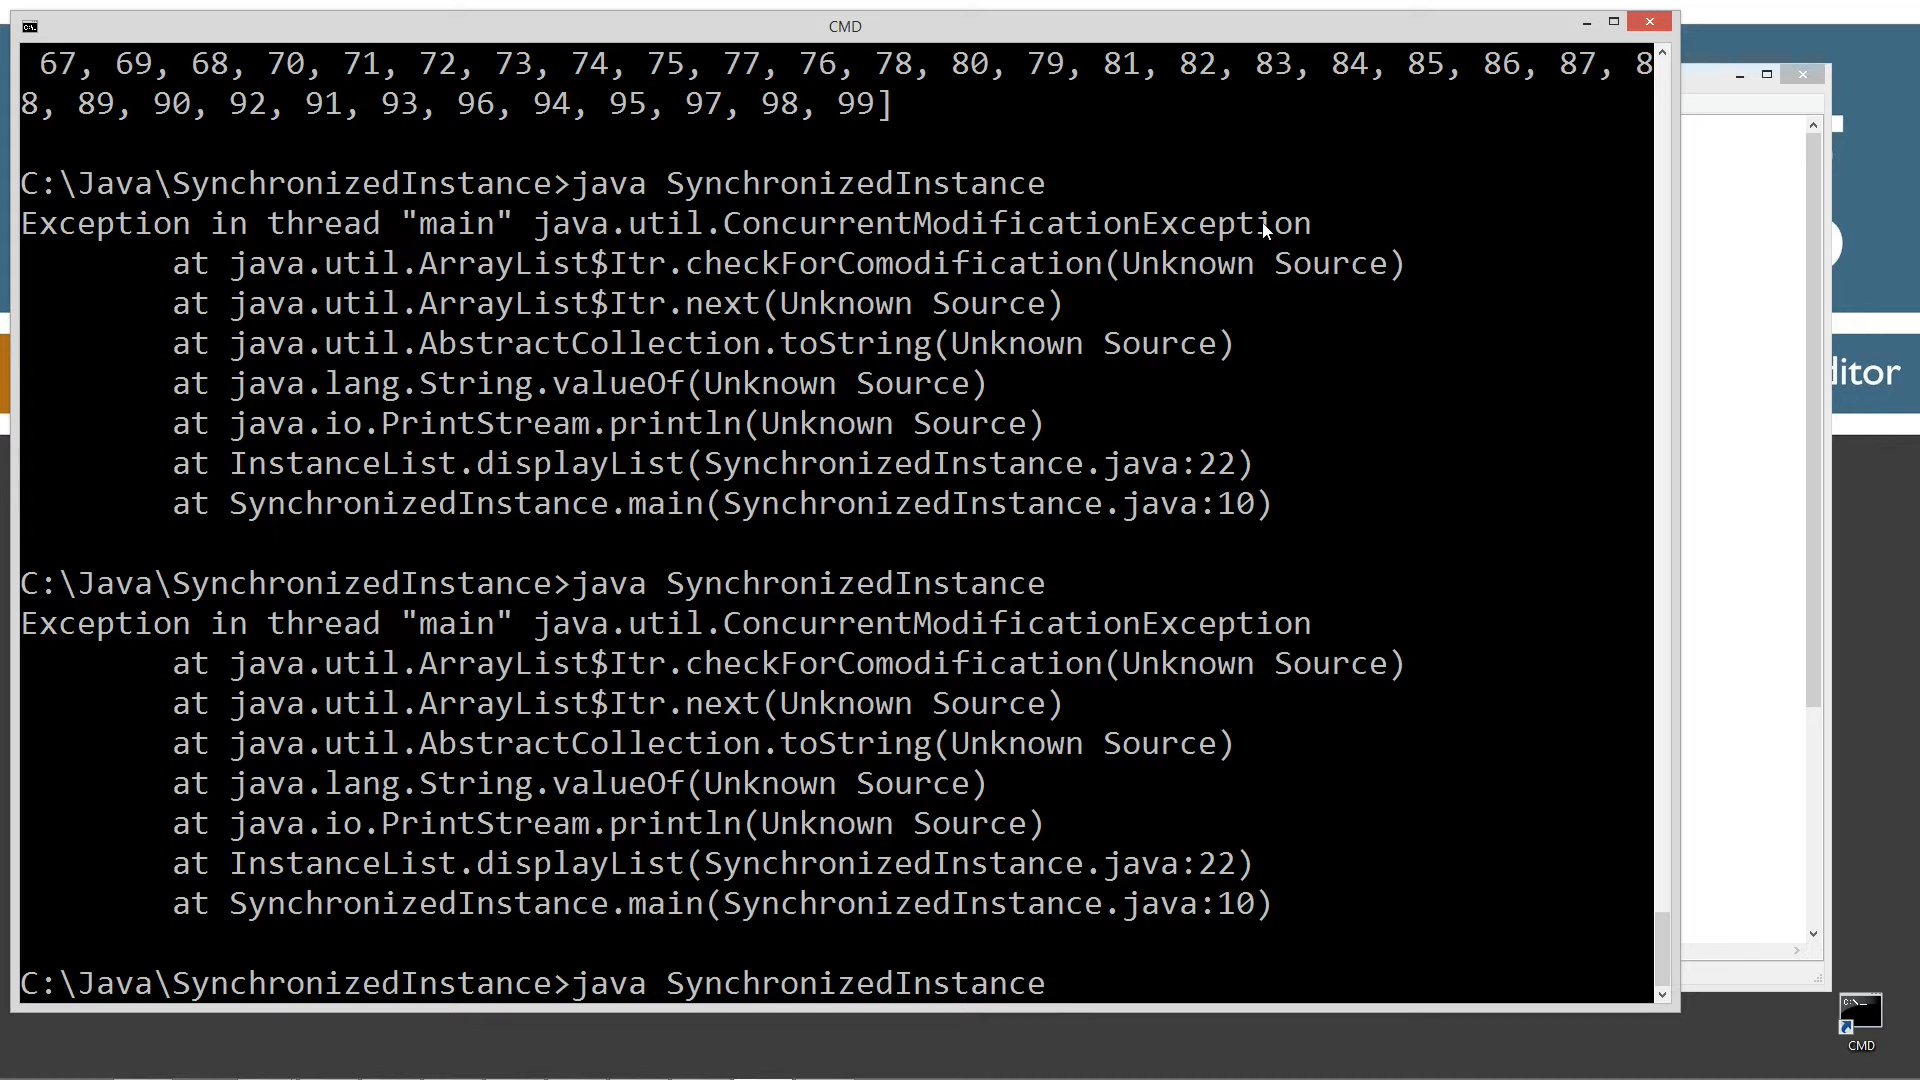 CMD
67, 69, 68, 70, 71, 72, 73, 74, 75, 77, 76, 78, 80, 79, 81, 82, 83, 84, 85, 86, 87, 8
8, 89, 90, 92, 91, 93, 96, 94, 95, 97, 98, 99]
C:\Java\SynchronizedInstance>java SynchronizedInstance
Exception in thread "main" java.util.ConcurrentModificationException
at java.util.ArrayList$Itr.checkForComodification(Unknown Source)
at java.util.ArrayList$Itr.next(Unknown Source)
at java.util.AbstractCollection.toString(Unknown Source)
at java.lang.String.valueOf(Unknown Source)
at java.io.PrintStream.println(Unknown Source)
at InstanceList.displayList(SynchronizedInstance.java:22)
at SynchronizedInstance.main(SynchronizedInstance.java:10)
C:\Java\SynchronizedInstance>java SynchronizedInstance
Exception in thread "main" java.util.ConcurrentModificationException
at java.util.ArrayList$Itr.checkForComodification(Unknown Source)
at java.util.ArrayList$Itr.next(Unknown Source)
at java.util.AbstractCollection.toString(Unknown Source)
at java.lang.String.valueOf(Unknown Source)
at java.io.PrintStream.println(Unknown Source)
at InstanceList.displayList(SynchronizedInstance.java:22)
at SynchronizedInstance.main(SynchronizedInstance.java:10)
C:\Java\SynchronizedInstance>java SynchronizedInstance
ditor
CMD